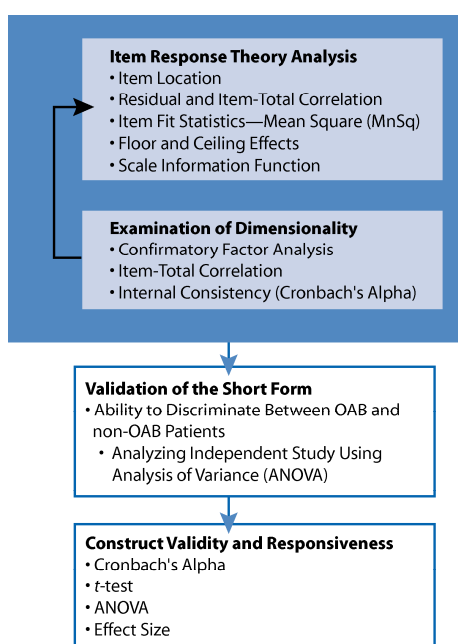 Item Response Theory Analysis
• Item Location
• Residual and Item-Total Correlation
• Item Fit Statistics—Mean Square (MnSq)
• Floor and Ceiling Effects
• Scale Information Function
Examination of Dimensionality
• Confirmatory Factor Analysis
• Item-Total Correlation
• Internal Consistency (Cronbach's Alpha)
Validation of the Short Form
• Ability to Discriminate Between OAB and
non-OAB Patients
• Analyzing Independent Study Using
Analysis of Variance (ANOVA)
Construct Validity and Responsiveness
• Cronbach's Alpha
• t-test
• ANOVA
• Effect Size